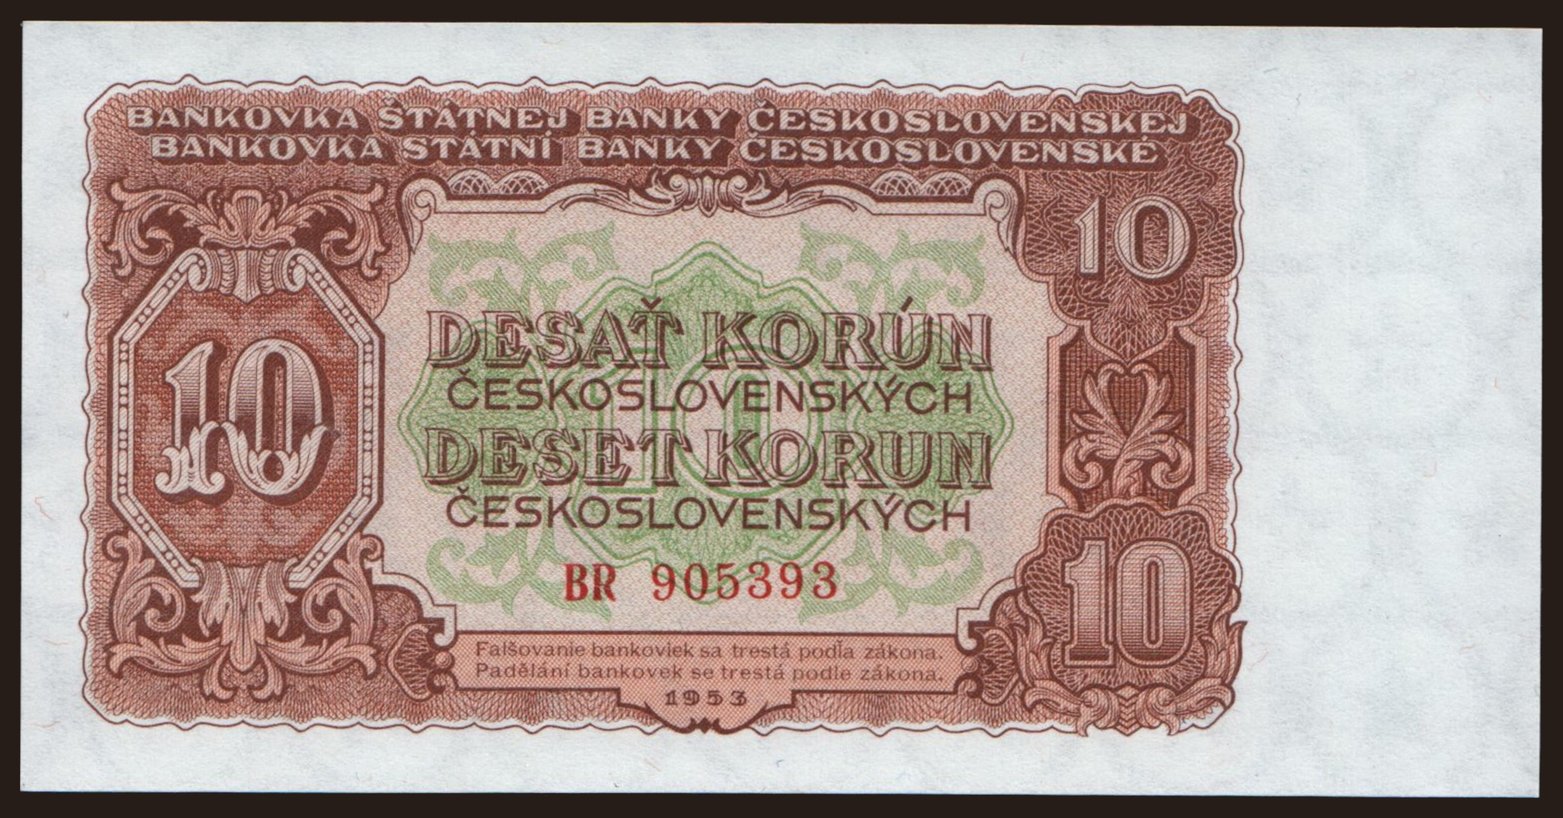 BANKOVKA ŠTÁTNEJ BANKY ČESKOSLOVENSKEJ
BANKOVKA STÁTNÍ BANKY ČESKOSLOVENSKÉ
10
10
DESAŤ KORÚN
ČESKOSLOVENSKÝCH
10
DESET KORUN
ČESKOSLOVENSKÝCH
BR 905393
10
Falšovanie bankoviek sa trestá podľa zákona.
Padělání bankovek se trestá podle zákona.
1953